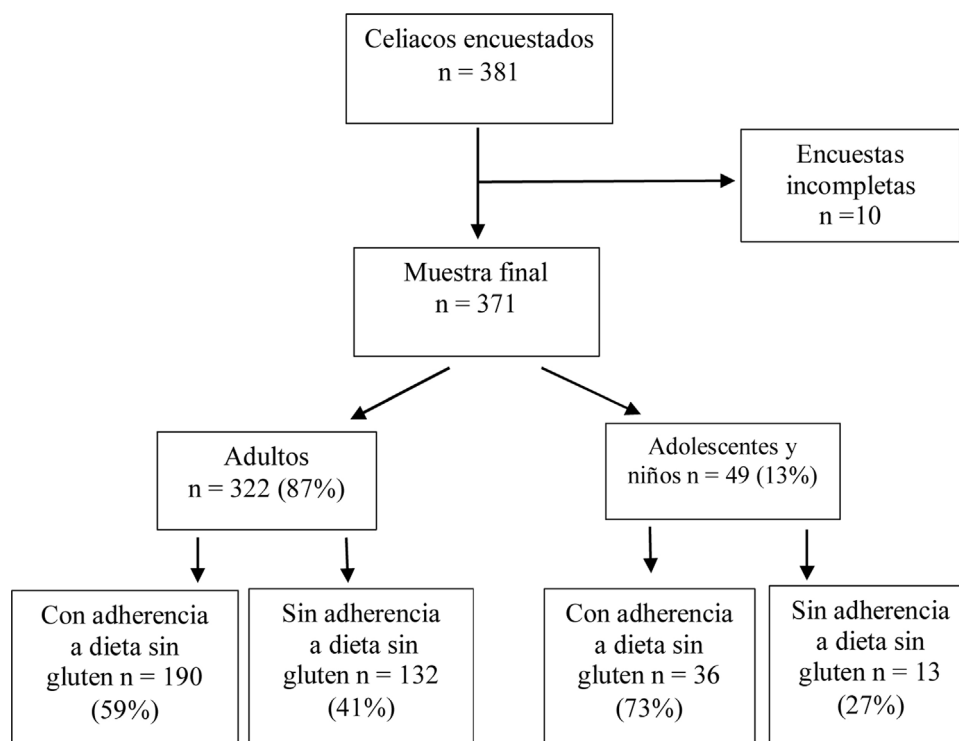 Celiacos encuestados
n = 381
Encuestas
incompletas
n =10
Muestra final
n = 371
Adultos
n = 322 (87%)
Adolescentes y
niños n = 49 (13%)
Con adherencia
a dieta sin
gluten n = 190
(59%)
Sin adherencia
a dieta sin
gluten n = 132
(41%)
Con adherencia
a dieta sin
gluten n = 36
(73%)
Sin adherencia
a dieta sin
gluten n = 13
(27%)